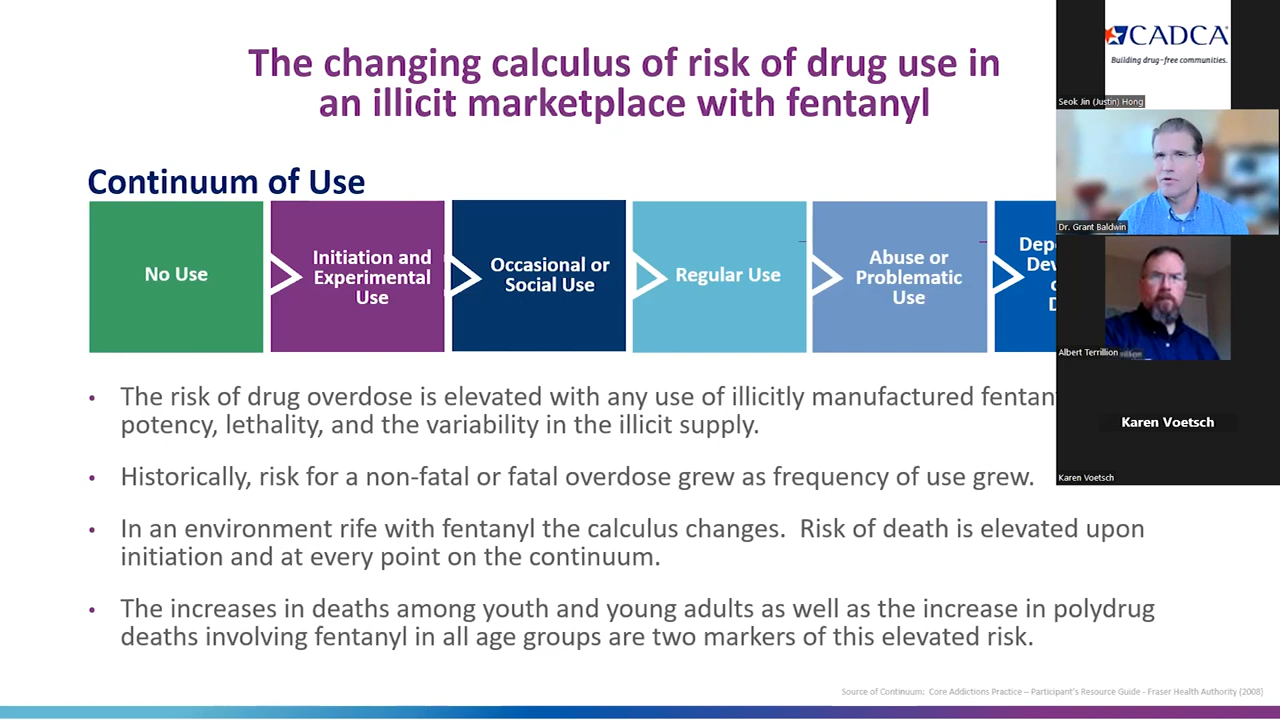 The changing calculus of risk of drug use in
an illicit marketplace with fentanyl
Continuum of Use
No Use
Initiation and
Experimental
Use
Occasional or
Social Use
Regular Use
Abuse or
Problematic
Use
• The risk of drug overdose is elevated with any use of illicitly manufactured
potency, lethality, and the variability in the illicit supply.
• Historically, risk for a non-fatal or fatal overdose grew as frequency of use grew.
• In an environment rife with fentanyl the calculus changes.  Risk of death is elevated upon
initiation and at every point on the continuum.
• The increases in deaths among youth and young adults as well as the increase in polydrug
deaths involving fentanyl in all age groups are two markers of this elevated risk.
Source of Continuum:  Core Addictions Practice – Participant's Resource Guide - Fraser Health Authority (2008)
CADCA
Building drug-free communities.
Seok Jin (Justin) Hong
Dr. Grant Baldwin
Albert Terrillion
Karen Voetsch
Karen Voetsch